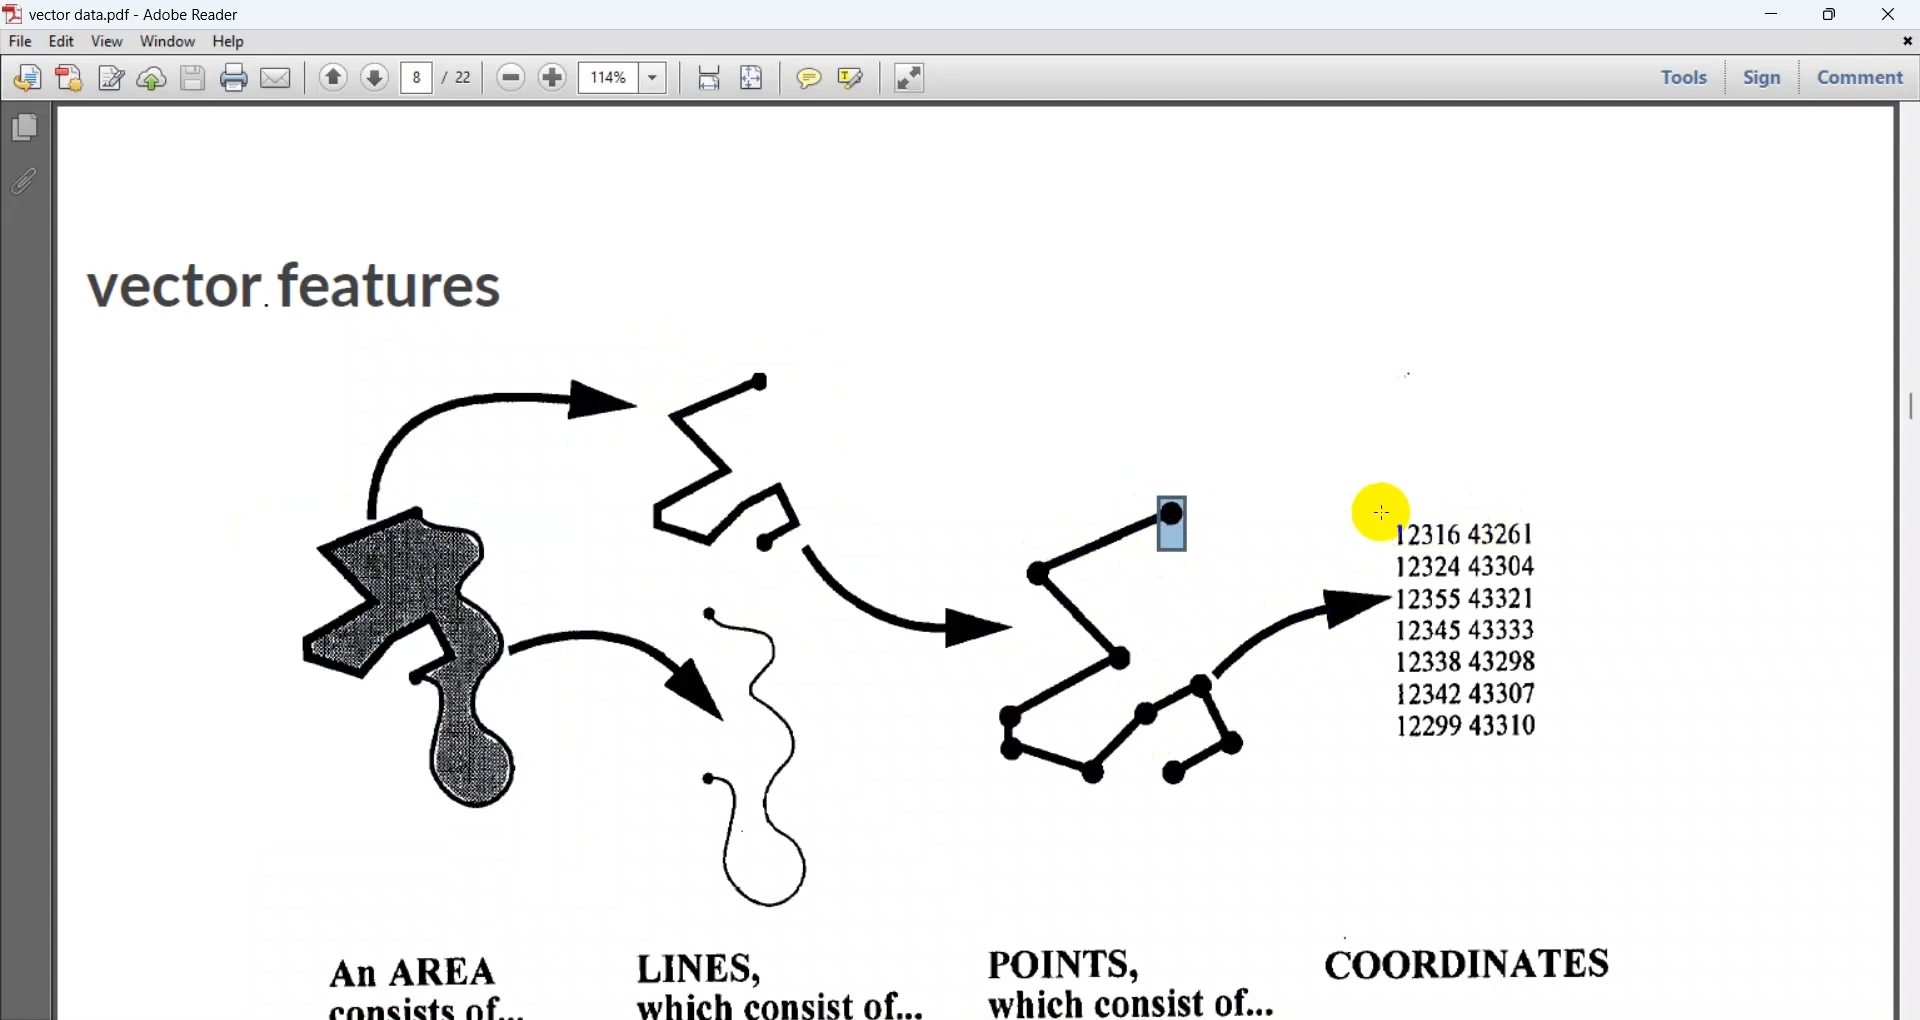 vector data.pdf - Adobe Reader
File Edit View Window Help
8 / 22 114% Tools Sign Comment
vector features
12316 43261
12324 43304
12355 43321
12345 43333
12338 43298
12342 43307
12299 43310
An AREA
consists of...
LINES,
which consist of...
POINTS,
which consist of...
COORDINATES